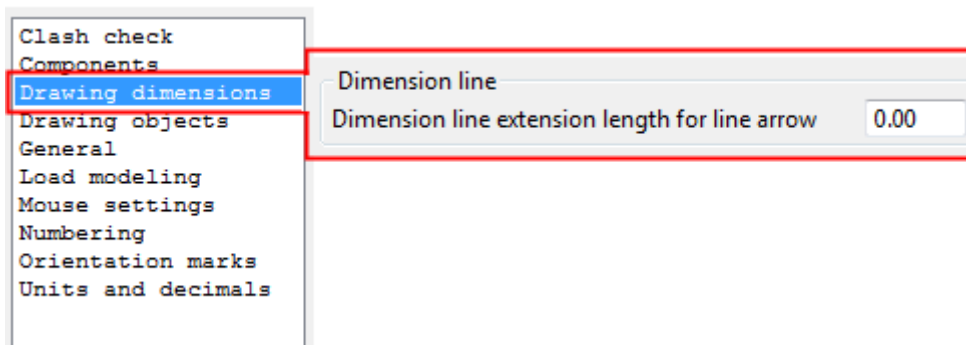 Clash check
Components
Drawing dimensions
Drawing objects
General
Load modeling
Mouse settings
Numbering
Orientation marks
Units and decimals
Dimension line
Dimension line extension length for line arrow 0.00